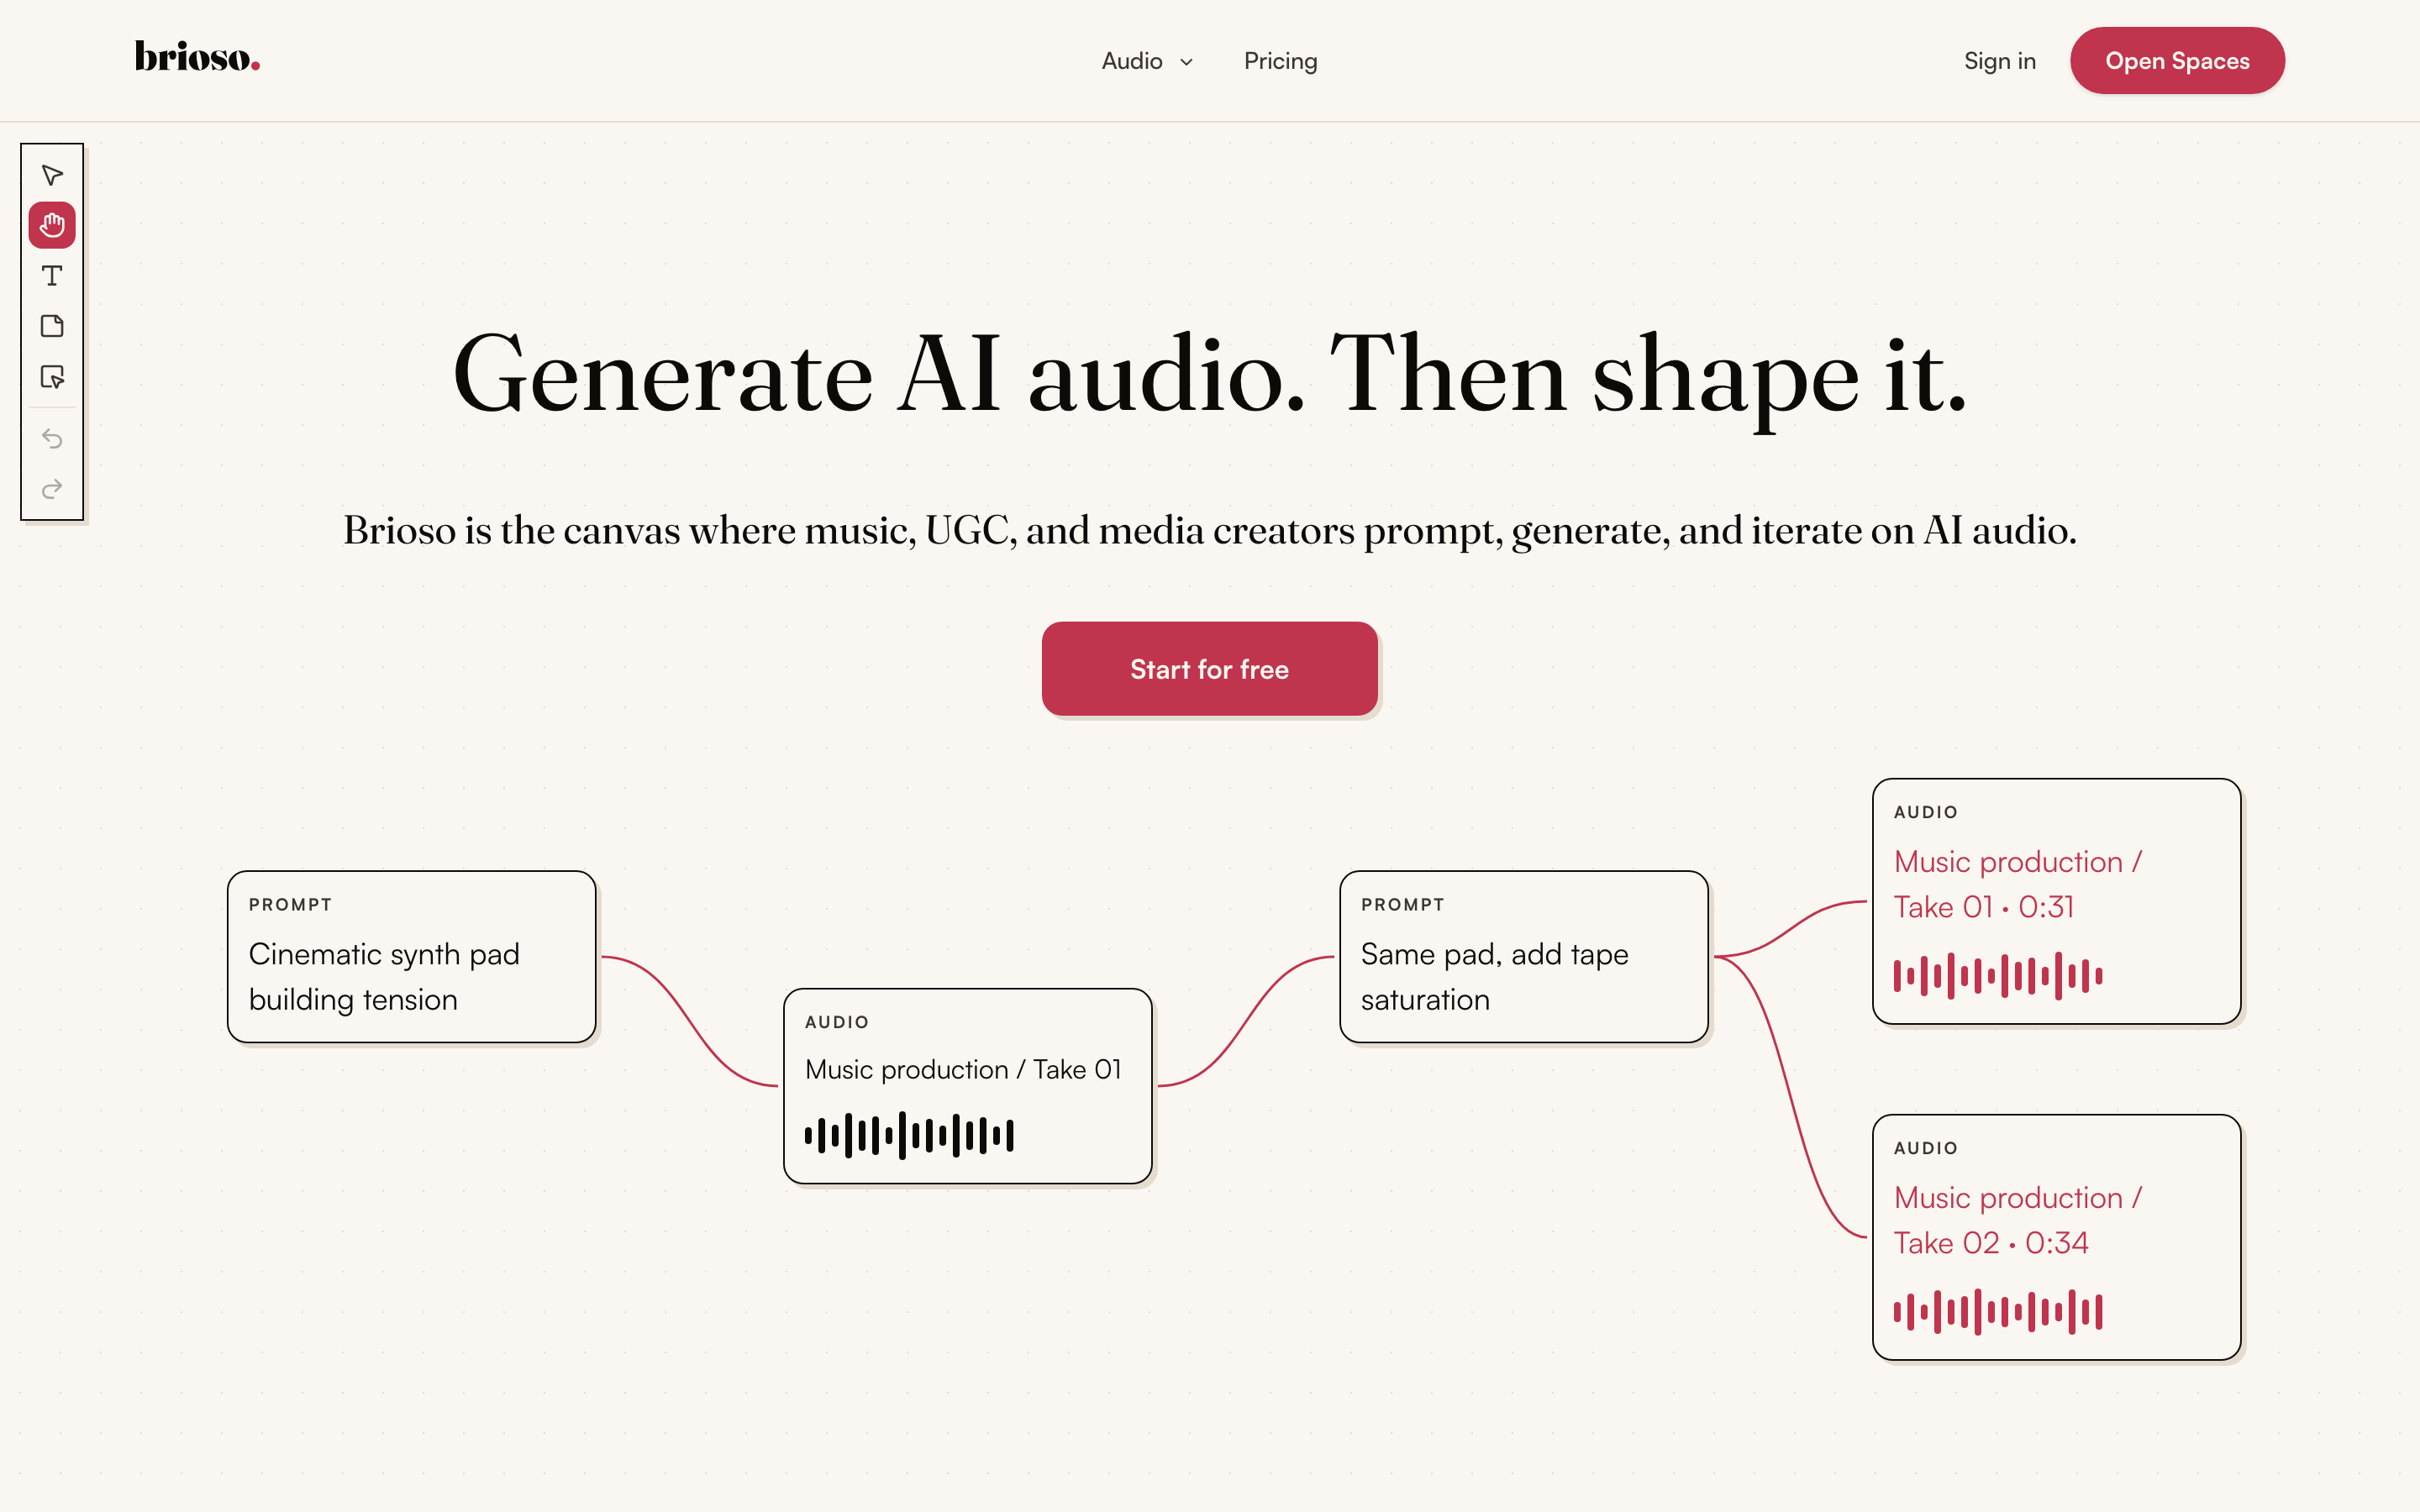 brioso.
Audio
Pricing
Sign in
Open Spaces
Generate AI audio. Then shape it.
Brioso is the canvas where music, UGC, and media creators prompt, generate, and iterate on AI audio.
Start for free
PROMPT
Cinematic synth pad
building tension
AUDIO
Music production / Take 01
PROMPT
Same pad, add tape
saturation
AUDIO
Music production /
Take 01 · 0:31
AUDIO
Music production /
Take 02 · 0:34